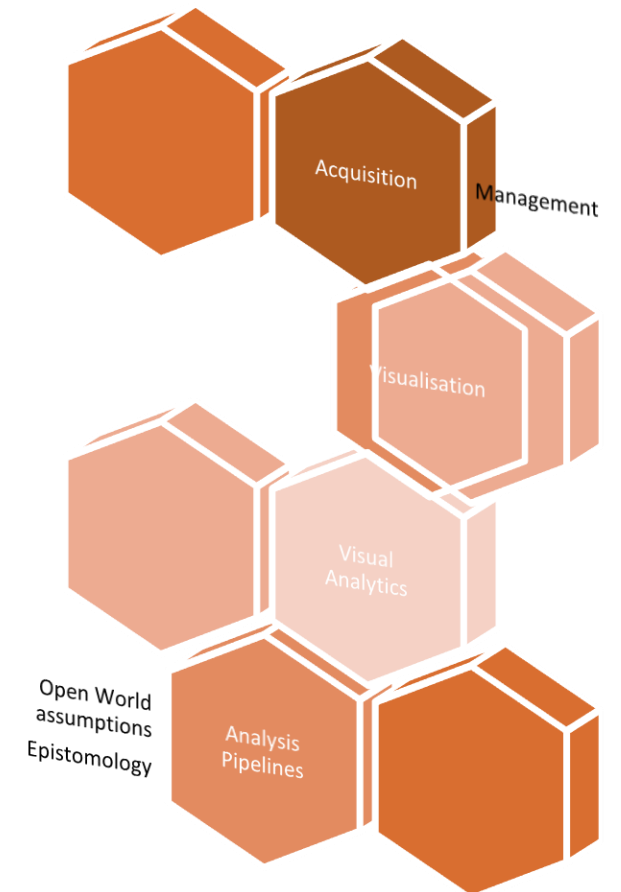 Acquisition
Management
Visualisation
Visual
Analytics
Open World
assumptions
Epistomology
Analysis
Pipelines